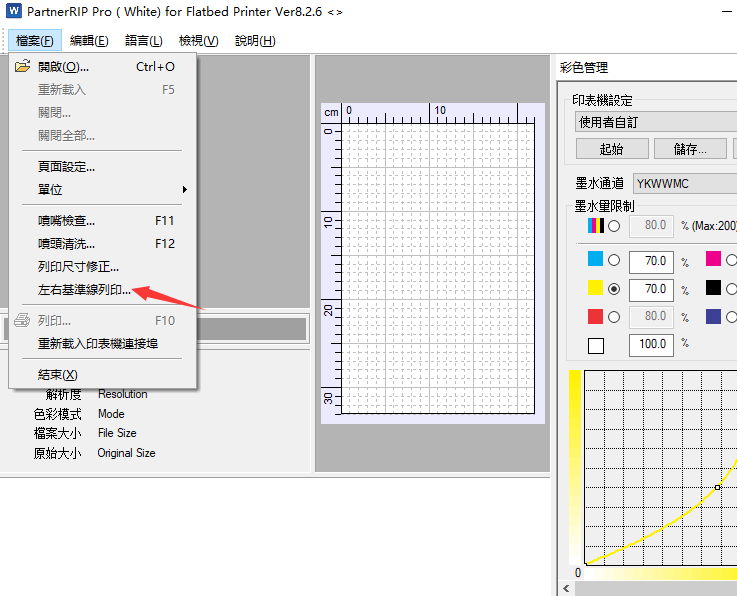 PartnerRIP Pro ( White) for Flatbed Printer Ver8.2.6 <>
檔案(F) 編輯(E) 語言(L) 檢視(V) 說明(H)
開啟(O)... Ctrl+O
重新載入 F5
關閉...
關閉全部...
頁面設定...
單位
噴嘴檢查... F11
噴頭清洗... F12
列印尺寸修正...
左右基準線列印...
列印... F10
重新載入印表機連接埠
結束(X)
解析度 Resolution
色彩模式 Mode
檔案大小 File Size
原始大小 Original Size
cm 0 10
0
10
20
30
彩色管理
印表機設定
使用者自訂
起始 儲存...
墨水通道 YKWWMC
墨水量限制
80.0 % (Max:200
70.0 %
70.0 %
80.0 %
100.0 %
0